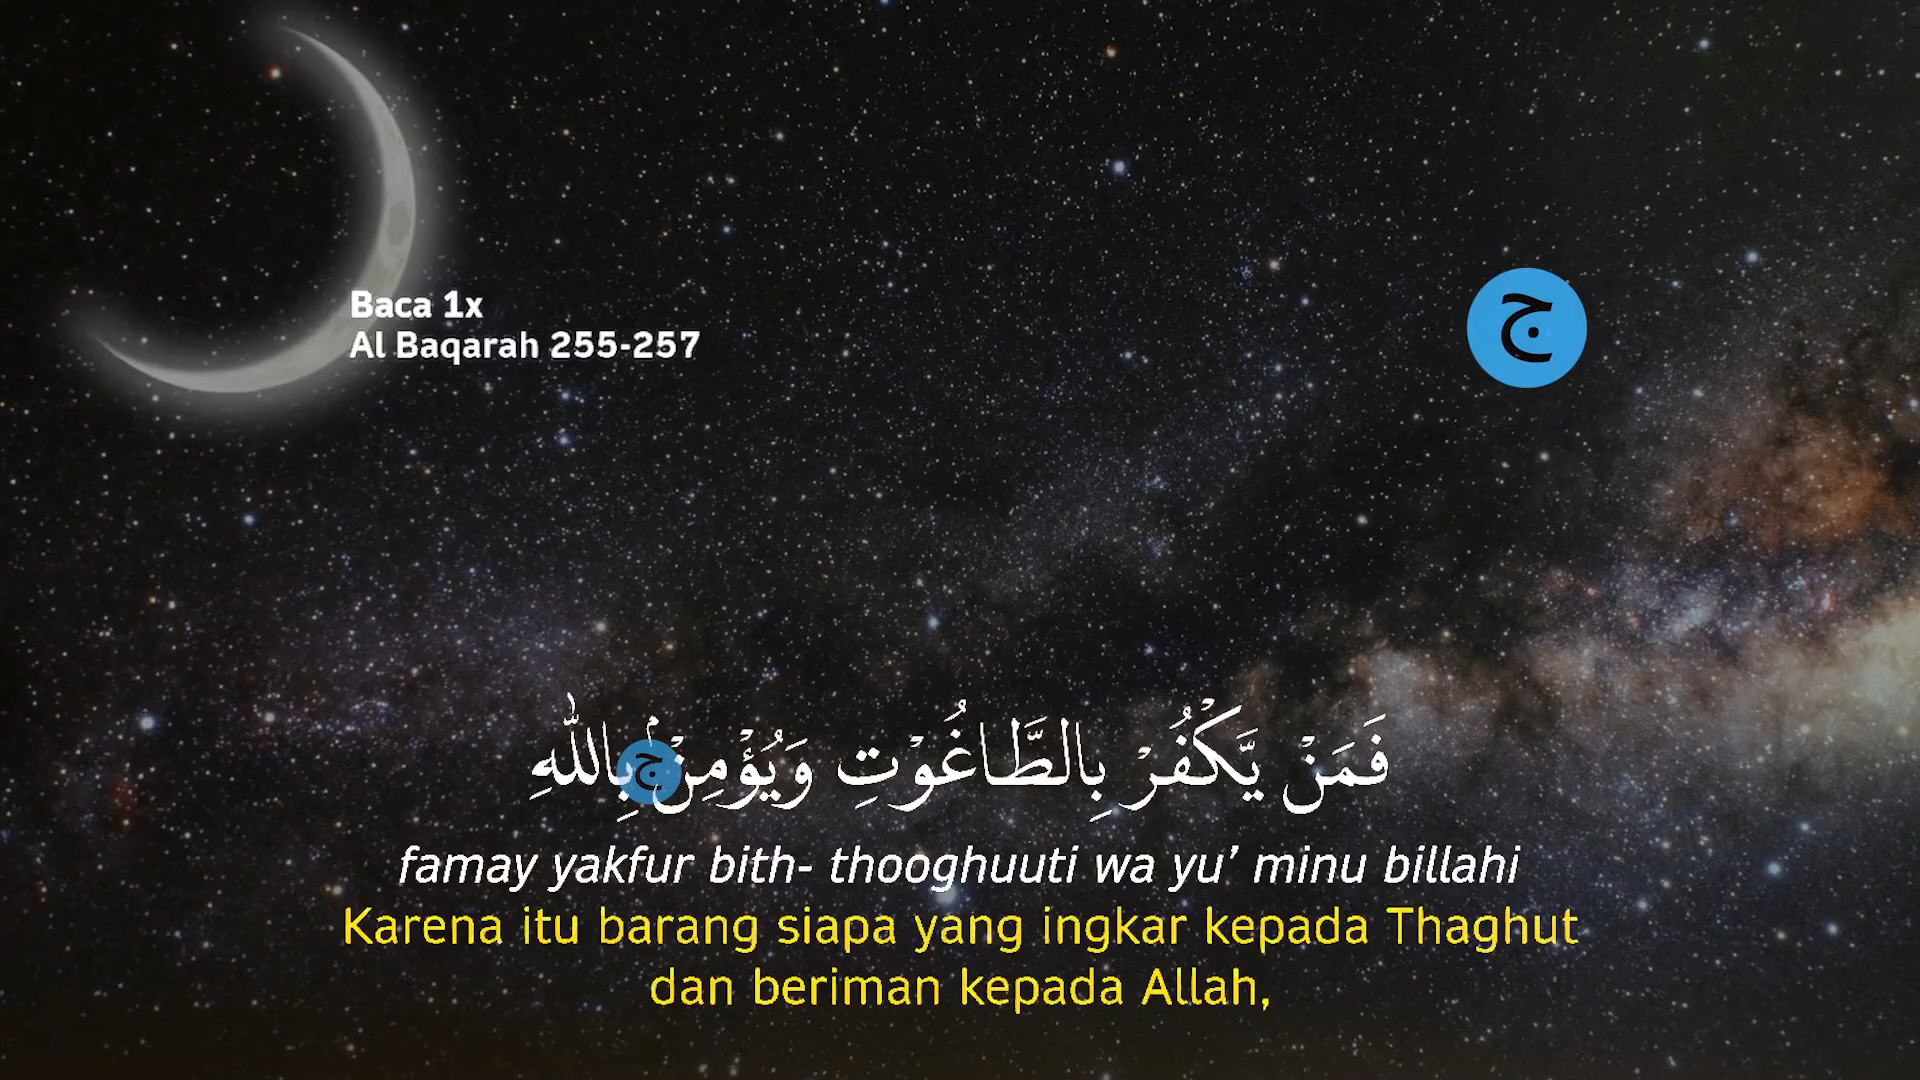 Baca 1x
Al Baqarah 255-257
ج
فَمَنْ يَّكْفُرْ بِالطَّاغُوْتِ وَيُؤْمِنْۢ بِاللّٰهِ
ج
famay yakfur bith- thooghuuti wa yu’ minu billahi
Karena itu barang siapa yang ingkar kepada Thaghut
dan beriman kepada Allah,